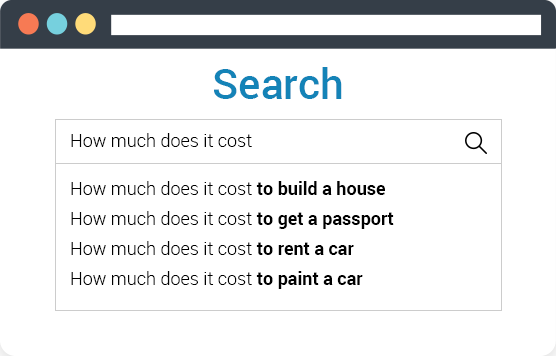 Search
How much does it cost
How much does it cost to build a house
How much does it cost to get a passport
How much does it cost to rent a car
How much does it cost to paint a car